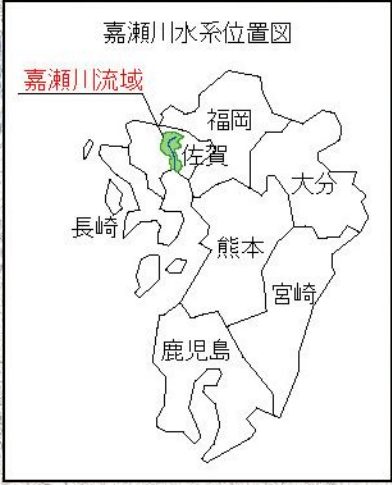 嘉瀬川水系位置図
嘉瀬川流域
福岡
佐賀
大分
長崎
熊本
宮崎
鹿児島